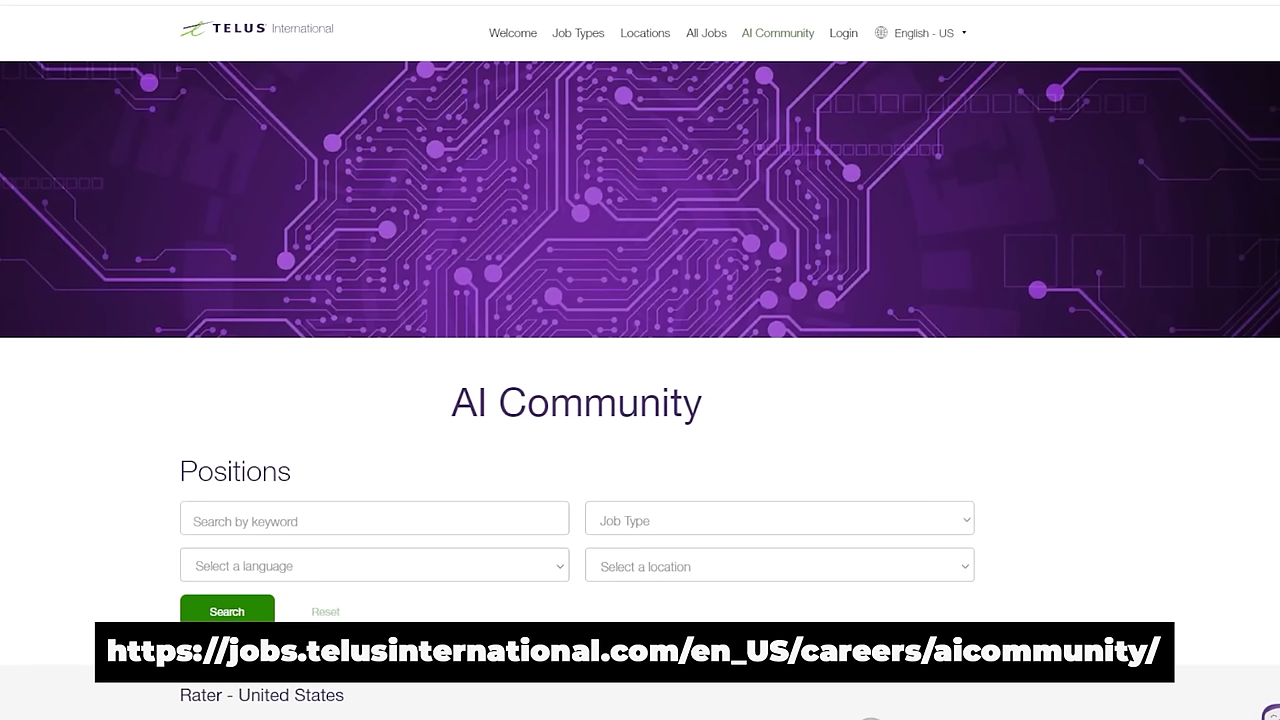 TELUS International
Welcome Job Types Locations All Jobs AI Community Login English - US
AI Community
Positions
Search by keyword
Job Type
Select a language
Select a location
Search Reset
https://jobs.telusinternational.com/en_US/careers/aicommunity/
Rater - United States